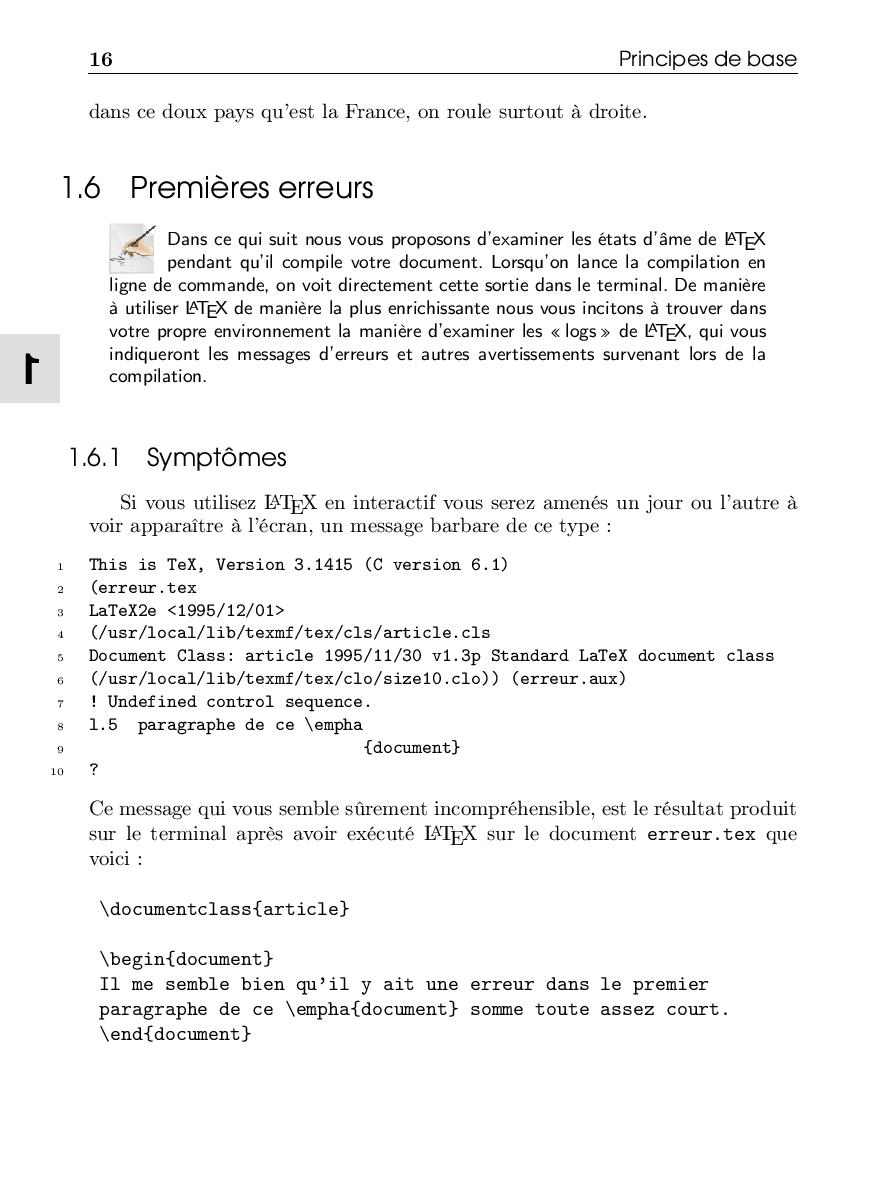 16 Principes de base
dans ce doux pays qu'est la France, on roule surtout à droite.
1.6 Premières erreurs
Dans ce qui suit nous vous proposons d'examiner les états d'âme de LATEX
pendant qu'il compile votre document. Lorsqu'on lance la compilation en
ligne de commande, on voit directement cette sortie dans le terminal. De manière
à utiliser LATEX de manière la plus enrichissante nous vous incitons à trouver dans
votre propre environnement la manière d'examiner les « logs » de LATEX, qui vous
indiqueront les messages d'erreurs et autres avertissements survenant lors de la
compilation.
1
1.6.1 Symptômes
Si vous utilisez LATEX en interactif vous serez amenés un jour ou l'autre à
voir apparaître à l'écran, un message barbare de ce type :
1 This is TeX, Version 3.1415 (C version 6.1)
2 (erreur.tex
3 LaTeX2e <1995/12/01>
4 (/usr/local/lib/texmf/tex/cls/article.cls
5 Document Class: article 1995/11/30 v1.3p Standard LaTeX document class
6 (/usr/local/lib/texmf/tex/clo/size10.clo)) (erreur.aux)
7 ! Undefined control sequence.
8 l.5 paragraphe de ce \empha
9 {document}
10 ?
Ce message qui vous semble sûrement incompréhensible, est le résultat produit
sur le terminal après avoir exécuté LATEX sur le document erreur.tex que
voici :
\documentclass{article}
\begin{document}
Il me semble bien qu'il y ait une erreur dans le premier
paragraphe de ce \empha{document} somme toute assez court.
\end{document}